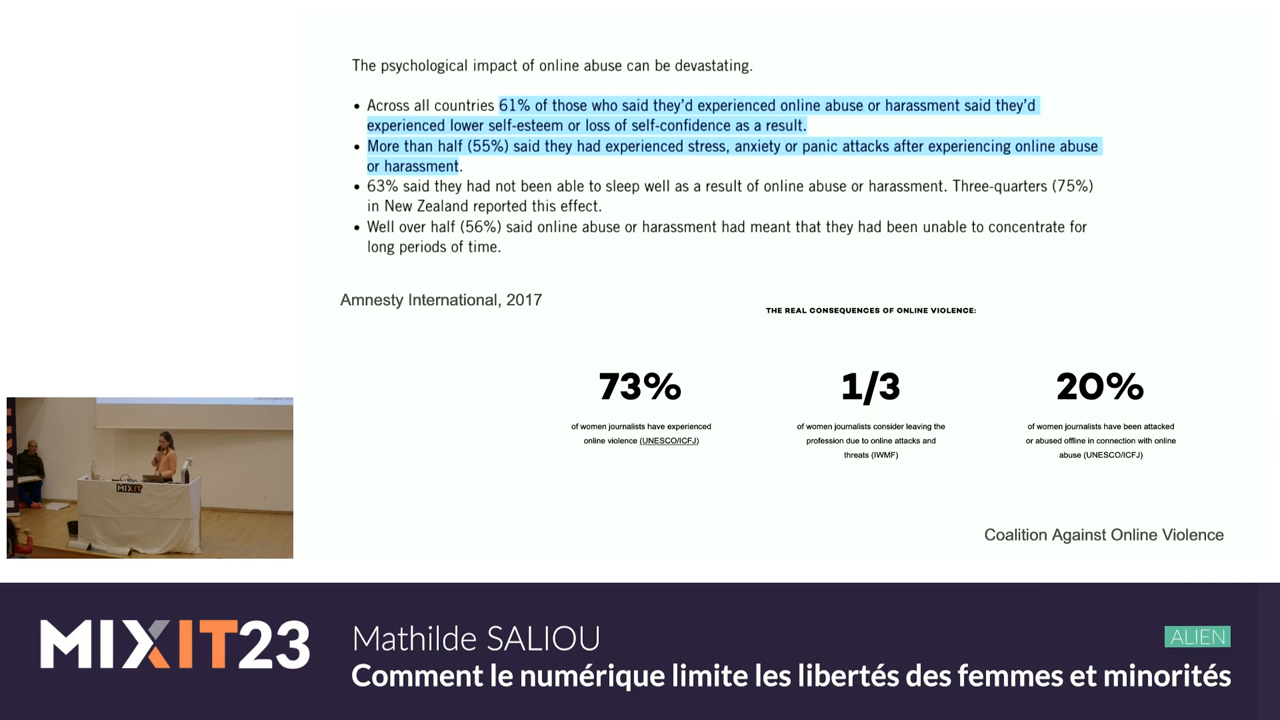 The psychological impact of online abuse can be devastating.
• Across all countries 61% of those who said they'd experienced online abuse or harassment said they'd
experienced lower self-esteem or loss of self-confidence as a result.
• More than half (55%) said they had experienced stress, anxiety or panic attacks after experiencing online abuse
or harassment.
• 63% said they had not been able to sleep well as a result of online abuse or harassment. Three-quarters (75%)
in New Zealand reported this effect.
• Well over half (56%) said online abuse or harassment had meant that they had been unable to concentrate for
long periods of time.
Amnesty International, 2017
THE REAL CONSEQUENCES OF ONLINE VIOLENCE:
73%
of women journalists have experienced
online violence (UNESCO/ICFJ)
1/3
of women journalists consider leaving the
profession due to online attacks and
threats (IWMF)
20%
of women journalists have been attacked
or abused offline in connection with online
abuse (UNESCO/ICFJ)
Coalition Against Online Violence
MIXIT
MIXIT23
Mathilde SALIOU
ALIEN
Comment le numérique limite les libertés des femmes et minorités